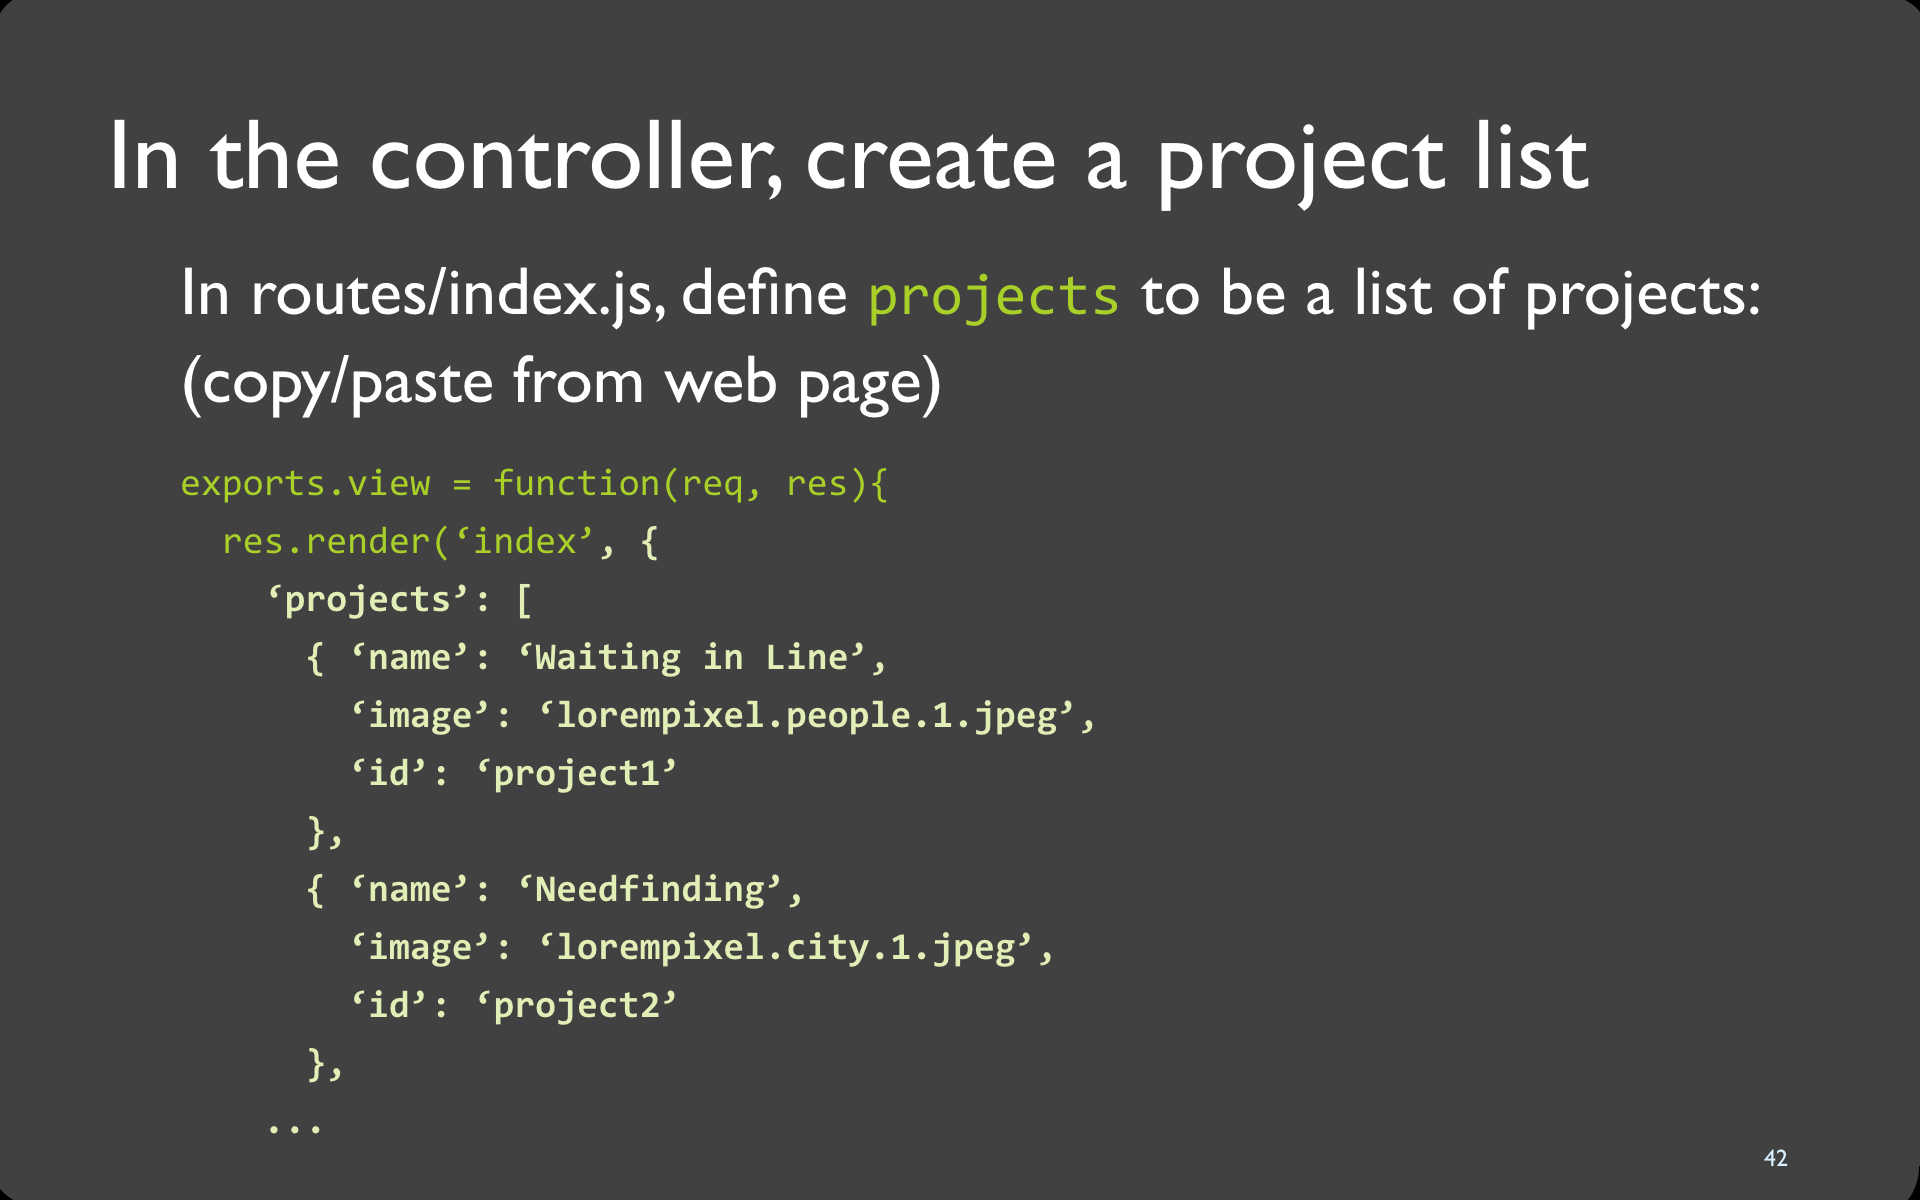 In the controller, create a project list
In routes/index.js, define projects to be a list of projects:
(copy/paste from web page)
exports.view = function(req, res){
  res.render(‘index’, {
    ‘projects’: [
      { ‘name’: ‘Waiting in Line’,
        ‘image’: ‘lorempixel.people.1.jpeg’,
        ‘id’: ‘project1’
      },
      { ‘name’: ‘Needfinding’,
        ‘image’: ‘lorempixel.city.1.jpeg’,
        ‘id’: ‘project2’
      },
    ...
42